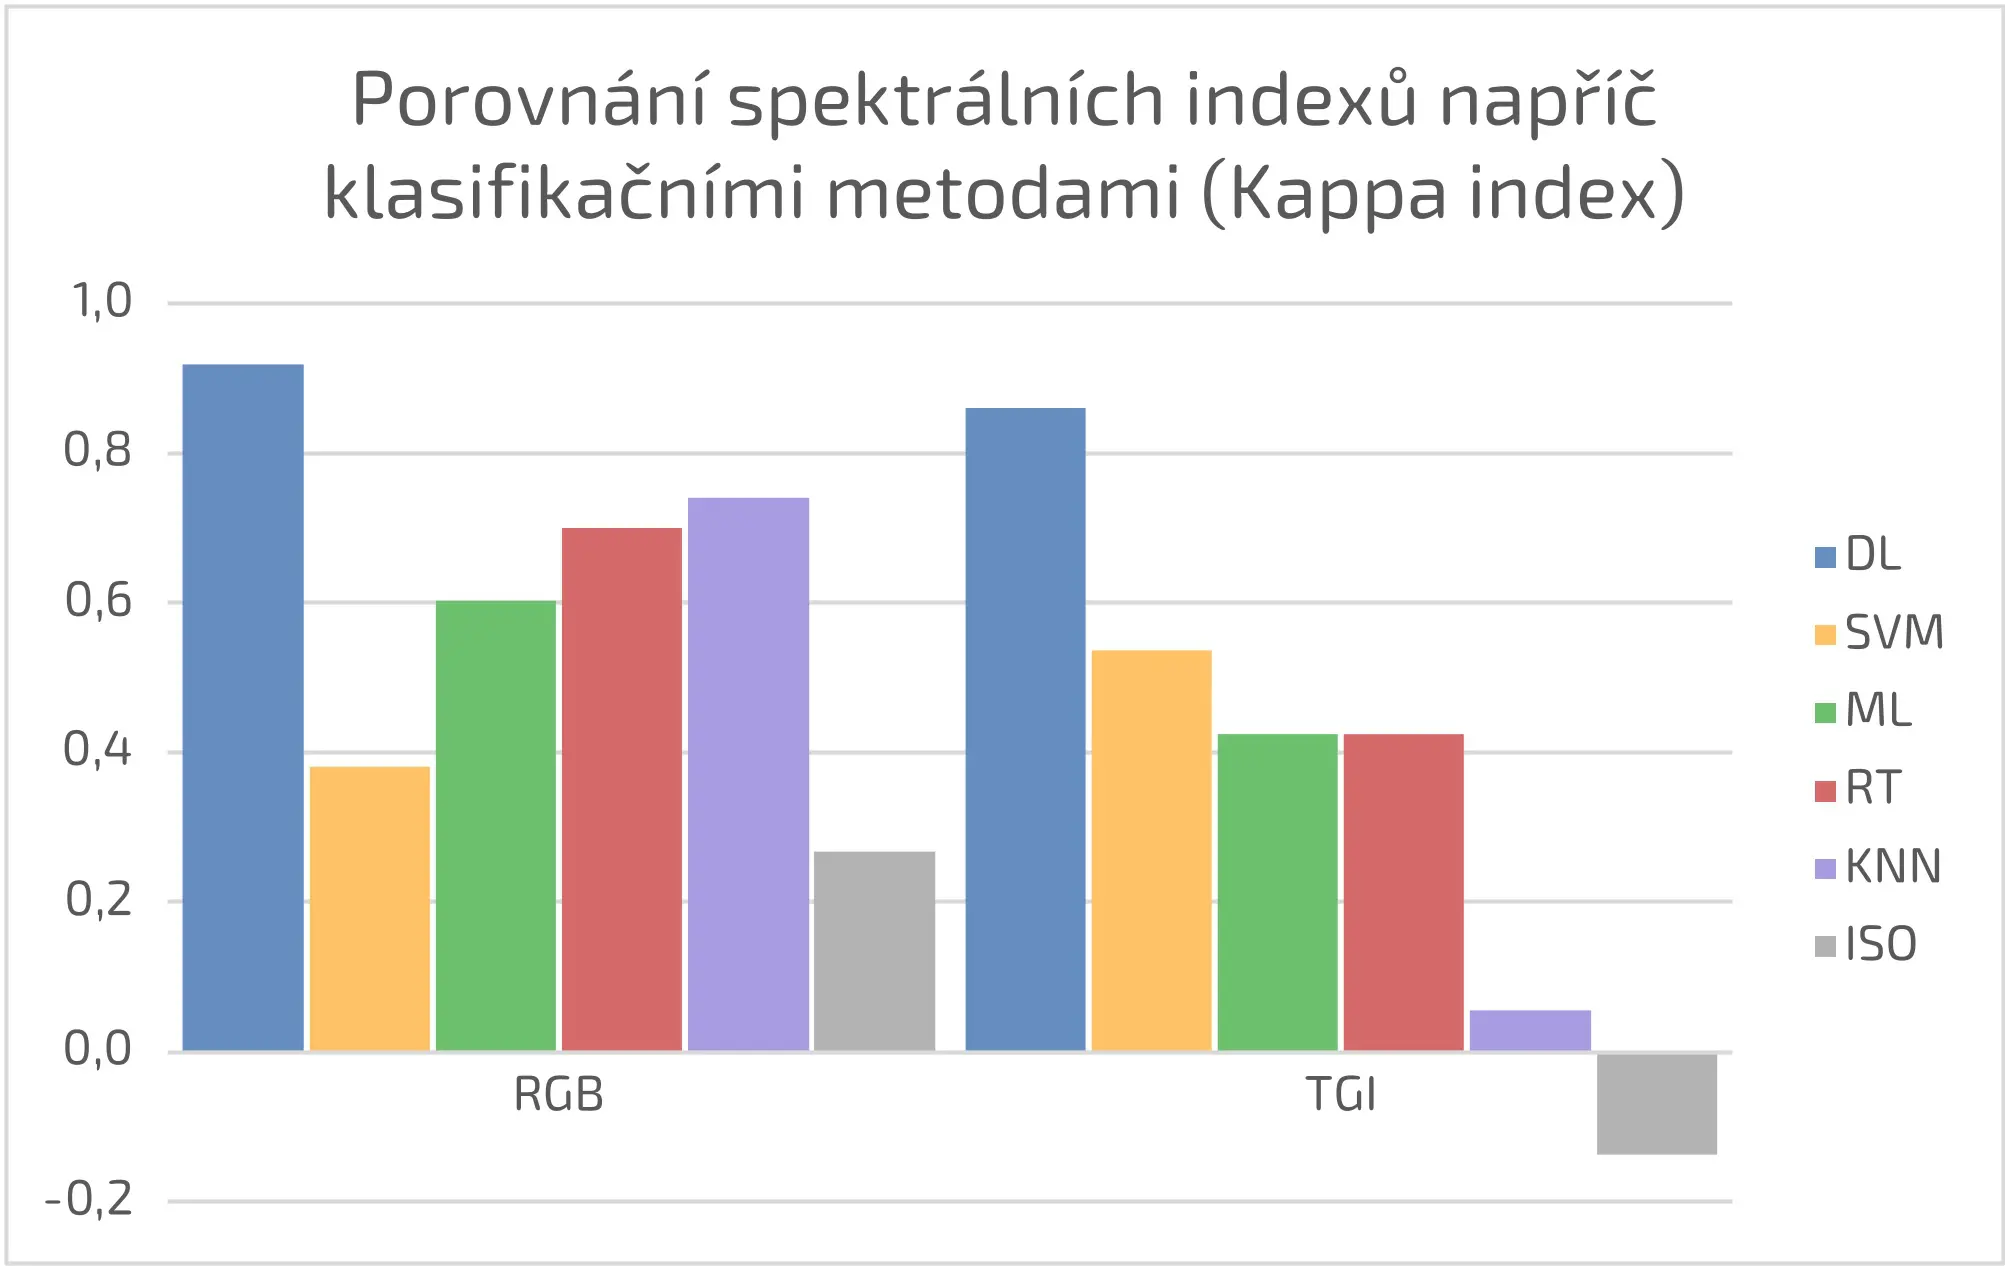 Porovnání spektrálních indexů napříč
klasifikačními metodami (Kappa index)
1,0
0,8
0,6
0,4
0,2
0,0
-0,2
RGB
TGI
DL
SVM
ML
RT
KNN
ISO